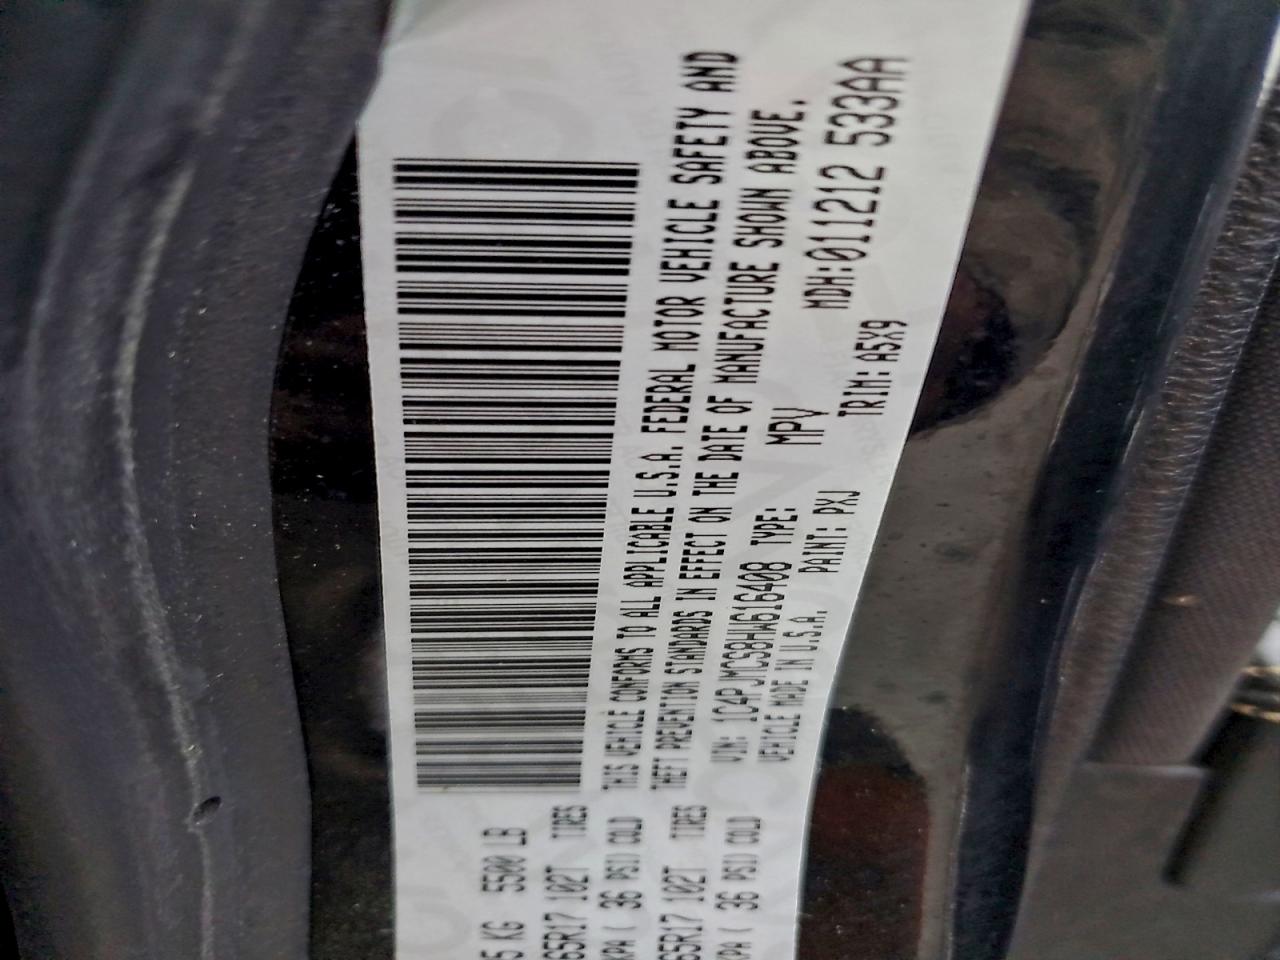 5 KG 5500 LB
65R17 102T TIRES
KPA ( 36 PSI) COLD
65R17 102T TIRES
KPA ( 36 PSI) COLD
THIS VEHICLE CONFORMS TO ALL APPLICABLE U.S.A. FEDERAL MOTOR VEHICLE SAFETY AND
THEFT PREVENTION STANDARDS IN EFFECT ON THE DATE OF MANUFACTURE SHOWN ABOVE.
VIN: 1C4PJMCS8HW616408 TYPE: MPV MDH:011212 533AA
VEHICLE MADE IN U.S.A. PAINT: PXJ TRIM: A5X9